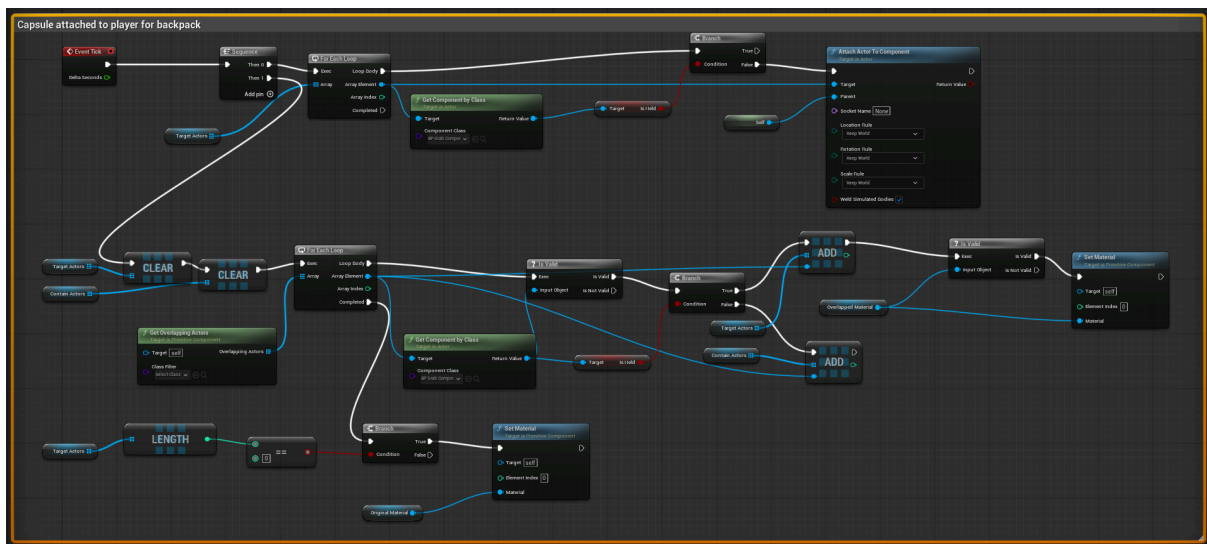 Capsule attached to player for backpack
Event Tick
Delta Seconds
Sequence
Then 0
Then 1
Add pin
For Each Loop
Exec
Loop Body
Array
Array Element
Array Index
Completed
Target Actors
Get Component by Class
Target is Actor
Target
Return Value
Component Class
BP Grab Compor
Target
Is Held
Branch
True
Condition
False
Self
Attach Actor To Component
Target is Actor
Target
Return Value
Parent
Socket Name
None
Location Rule
Keep World
Rotation Rule
Keep World
Scale Rule
Keep World
Weld Simulated Bodies
Target Actors
Contain Actors
CLEAR
CLEAR
For Each Loop
Exec
Loop Body
Array
Array Element
Array Index
Completed
Get Overlapping Actors
Target is Primitive Component
Target
self
Overlapping Actors
Class Filter
Select Class
Is Valid
Exec
Is Valid
Input Object
Is Not Valid
Get Component by Class
Target is Actor
Target
Return Value
Component Class
BP Grab Compor
Target
Is Held
Branch
True
Condition
False
Target Actors
Contain Actors
ADD
ADD
Overlapped Material
Is Valid
Exec
Is Valid
Input Object
Is Not Valid
Set Material
Target is Primitive Component
Target
self
Element Index
0
Material
Target Actors
LENGTH
0
==
Branch
True
Condition
False
Original Material
Set Material
Target is Primitive Component
Target
self
Element Index
0
Material